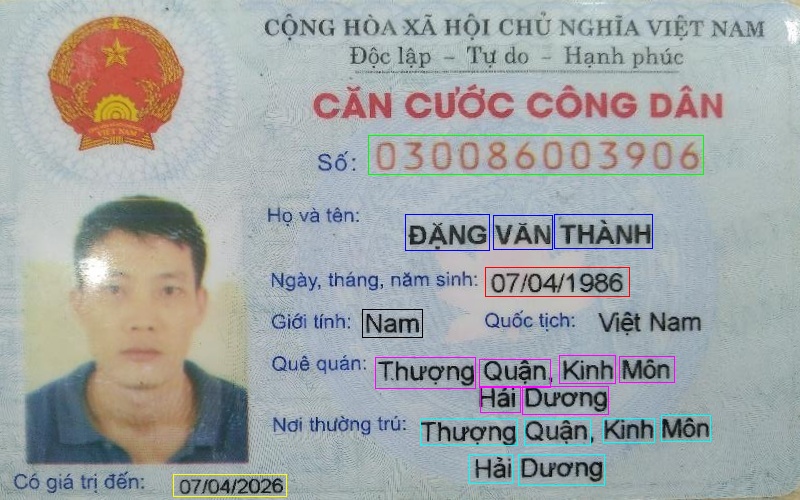 CỘNG HÒA XÃ HỘI CHỦ NGHĨA VIỆT NAM
Độc lập - Tự do - Hạnh phúc
CĂN CƯỚC CÔNG DÂN
Số: 030086003906
Họ và tên:
ĐẶNG VĂN THÀNH
Ngày, tháng, năm sinh: 07/04/1986
Giới tính: Nam Quốc tịch: Việt Nam
Quê quán: Thượng Quận, Kinh Môn
Hải Dương
Nơi thường trú: Thượng Quận, Kinh Môn
Hải Dương
Có giá trị đến: 07/04/2026
VIỆT NAM